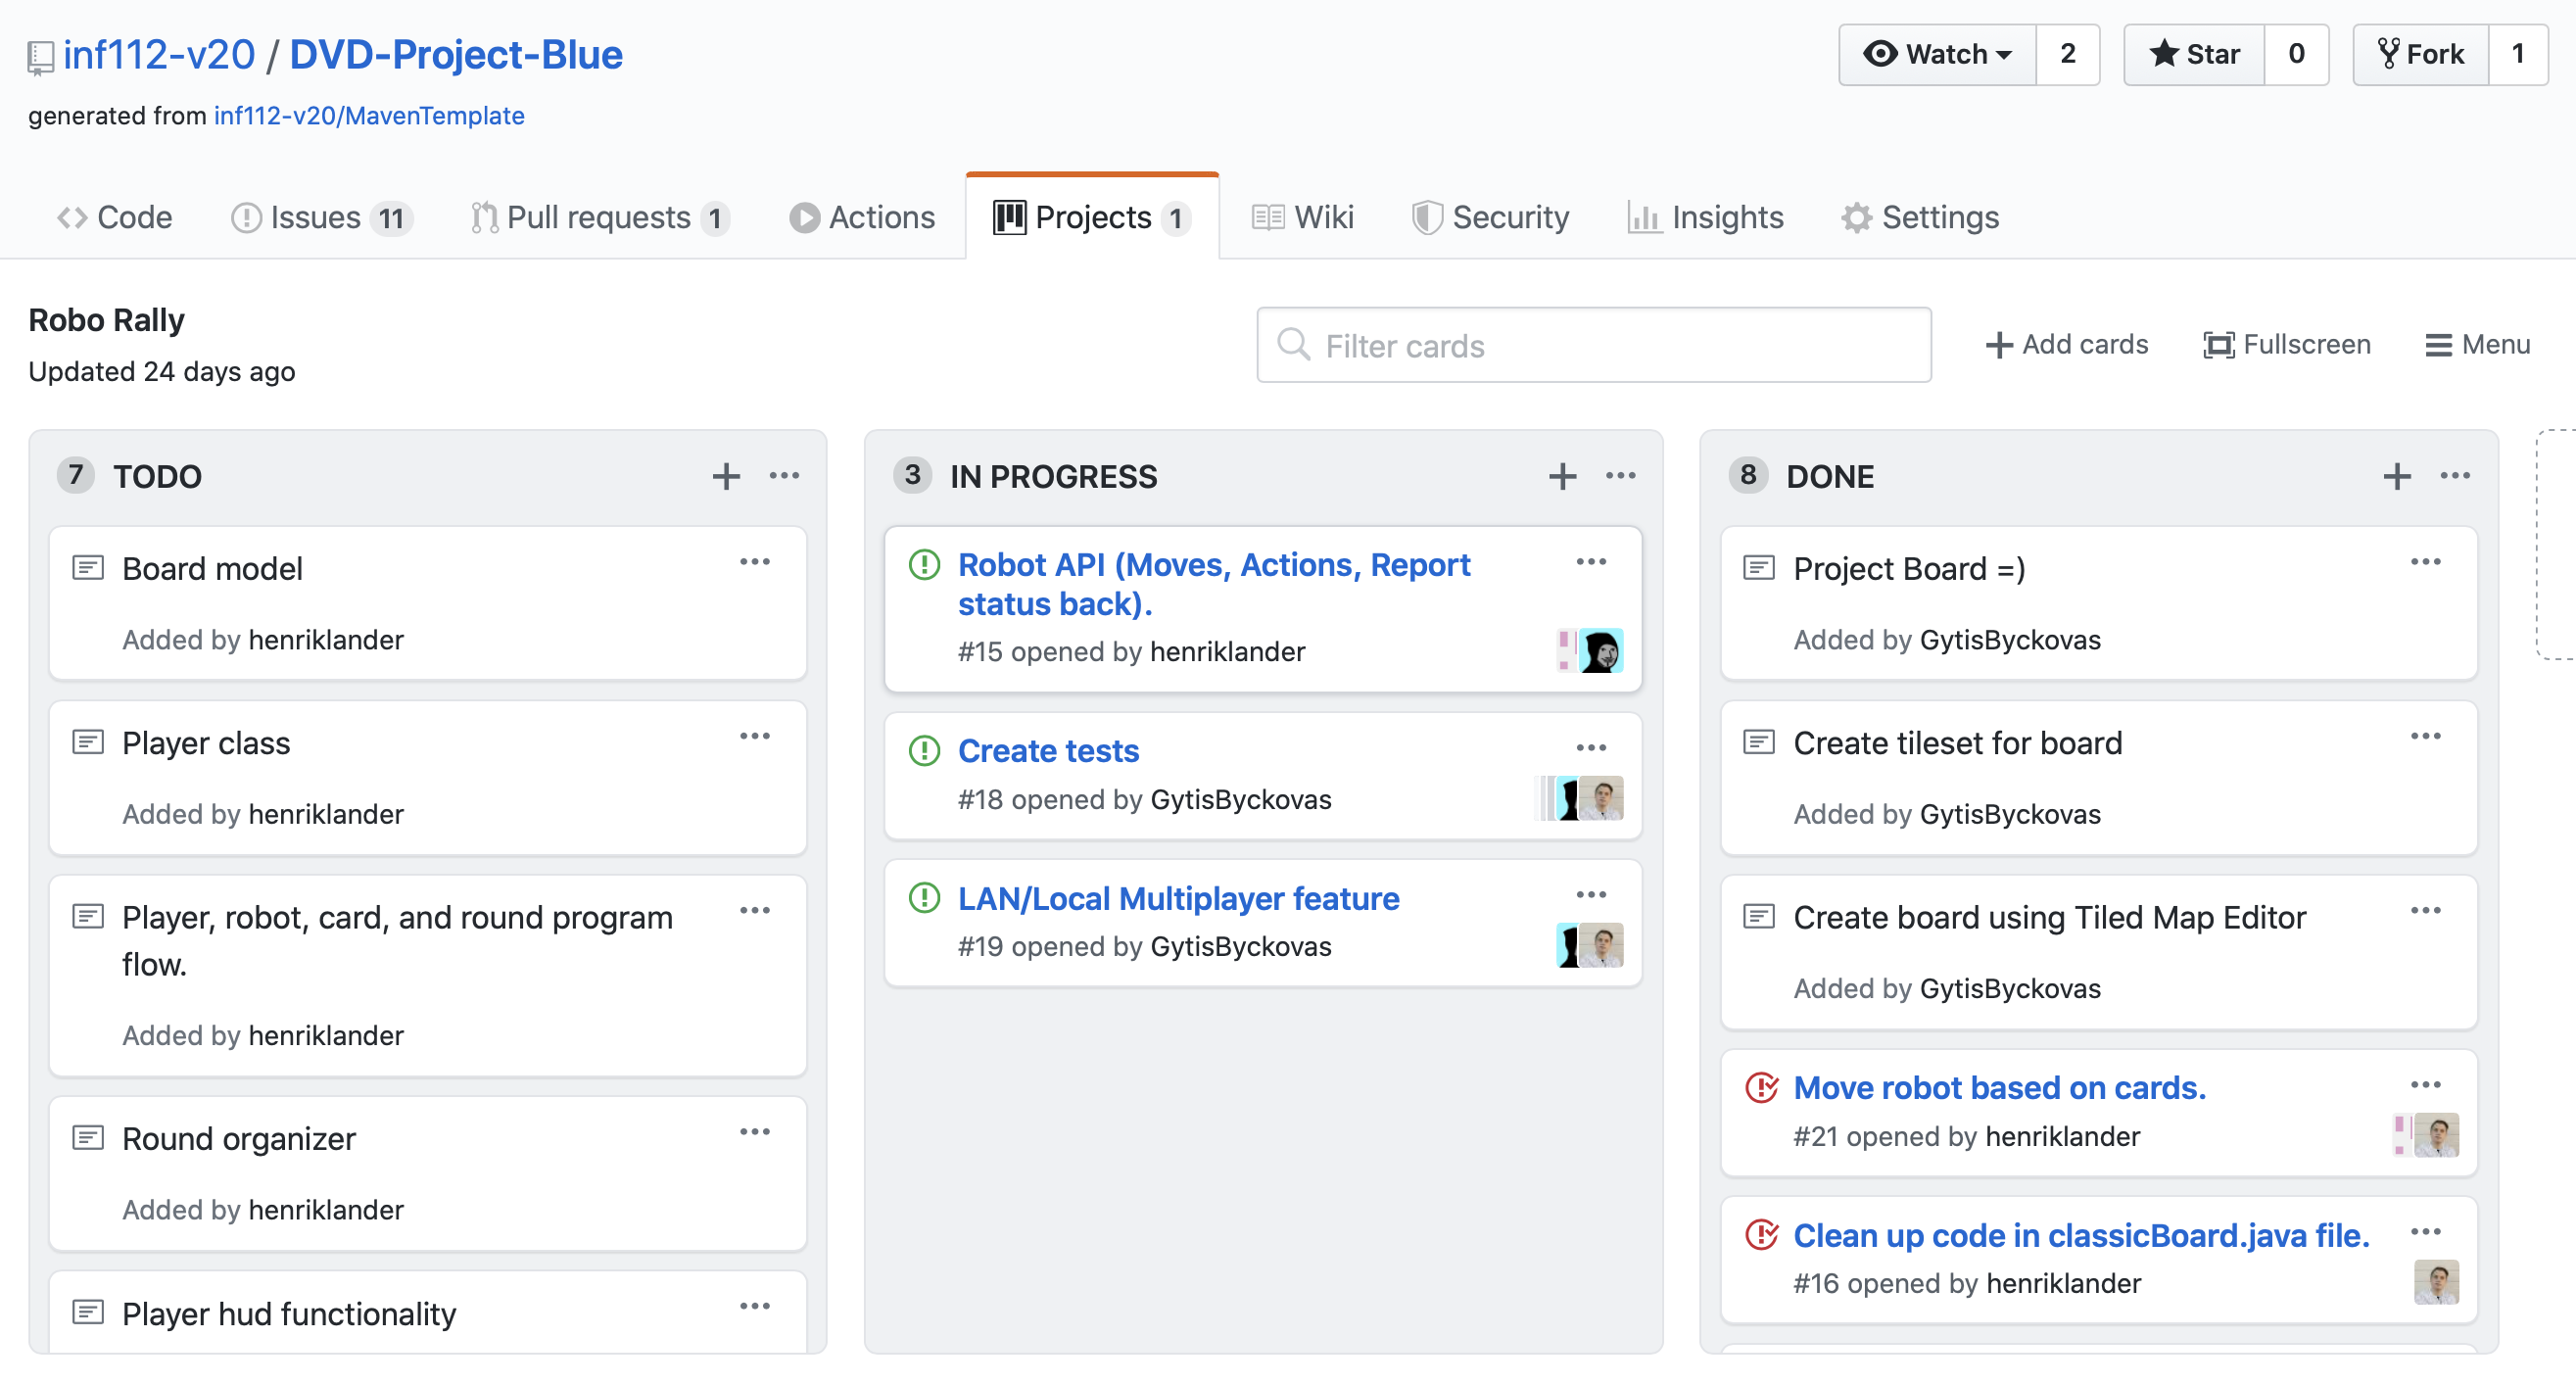 inf112-v20 / DVD-Project-Blue
generated from inf112-v20/MavenTemplate
Watch 2
Star 0
Fork 1
Code
Issues 11
Pull requests 1
Actions
Projects 1
Wiki
Security
Insights
Settings
Robo Rally
Updated 24 days ago
Filter cards
Add cards
Fullscreen
Menu
7 TODO
Board model
Added by henriklander
Player class
Added by henriklander
Player, robot, card, and round program
flow.
Added by henriklander
Round organizer
Added by henriklander
Player hud functionality
3 IN PROGRESS
Robot API (Moves, Actions, Report
status back).
#15 opened by henriklander
Create tests
#18 opened by GytisByckovas
LAN/Local Multiplayer feature
#19 opened by GytisByckovas
8 DONE
Project Board =)
Added by GytisByckovas
Create tileset for board
Added by GytisByckovas
Create board using Tiled Map Editor
Added by GytisByckovas
Move robot based on cards.
#21 opened by henriklander
Clean up code in classicBoard.java file.
#16 opened by henriklander